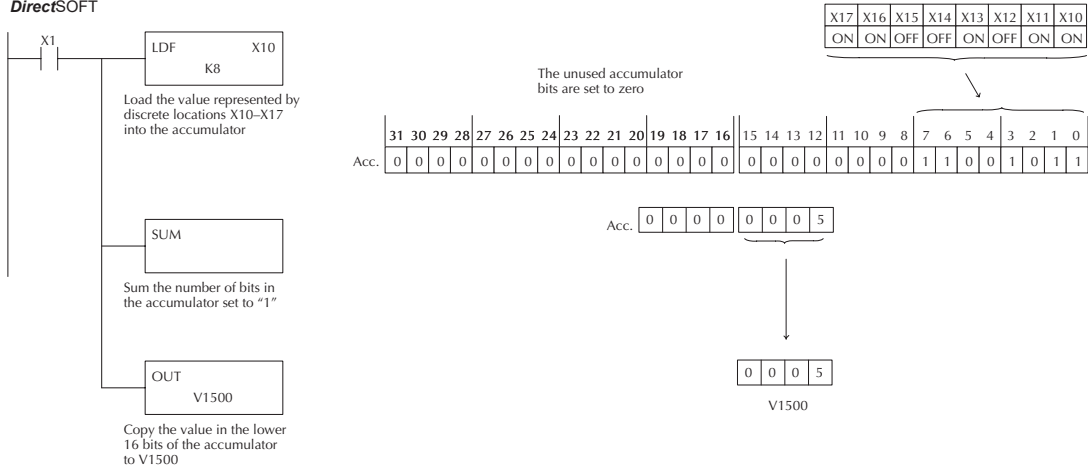 DirectSOFT
X1
LDF X10
K8
Load the value represented by
discrete locations X10–X17
into the accumulator
SUM
Sum the number of bits in
the accumulator set to “1”
OUT
V1500
Copy the value in the lower
16 bits of the accumulator
to V1500
X17 X16 X15 X14 X13 X12 X11 X10
ON ON OFF OFF ON OFF ON ON
The unused accumulator
bits are set to zero
31 30 29 28 27 26 25 24 23 22 21 20 19 18 17 16 15 14 13 12 11 10 9 8 7 6 5 4 3 2 1 0
Acc. 0 0 0 0 0 0 0 0 0 0 0 0 0 0 0 0 0 0 0 0 0 0 0 0 1 1 0 0 1 0 1 1
Acc. 0 0 0 0 0 0 0 5
0 0 0 5
V1500